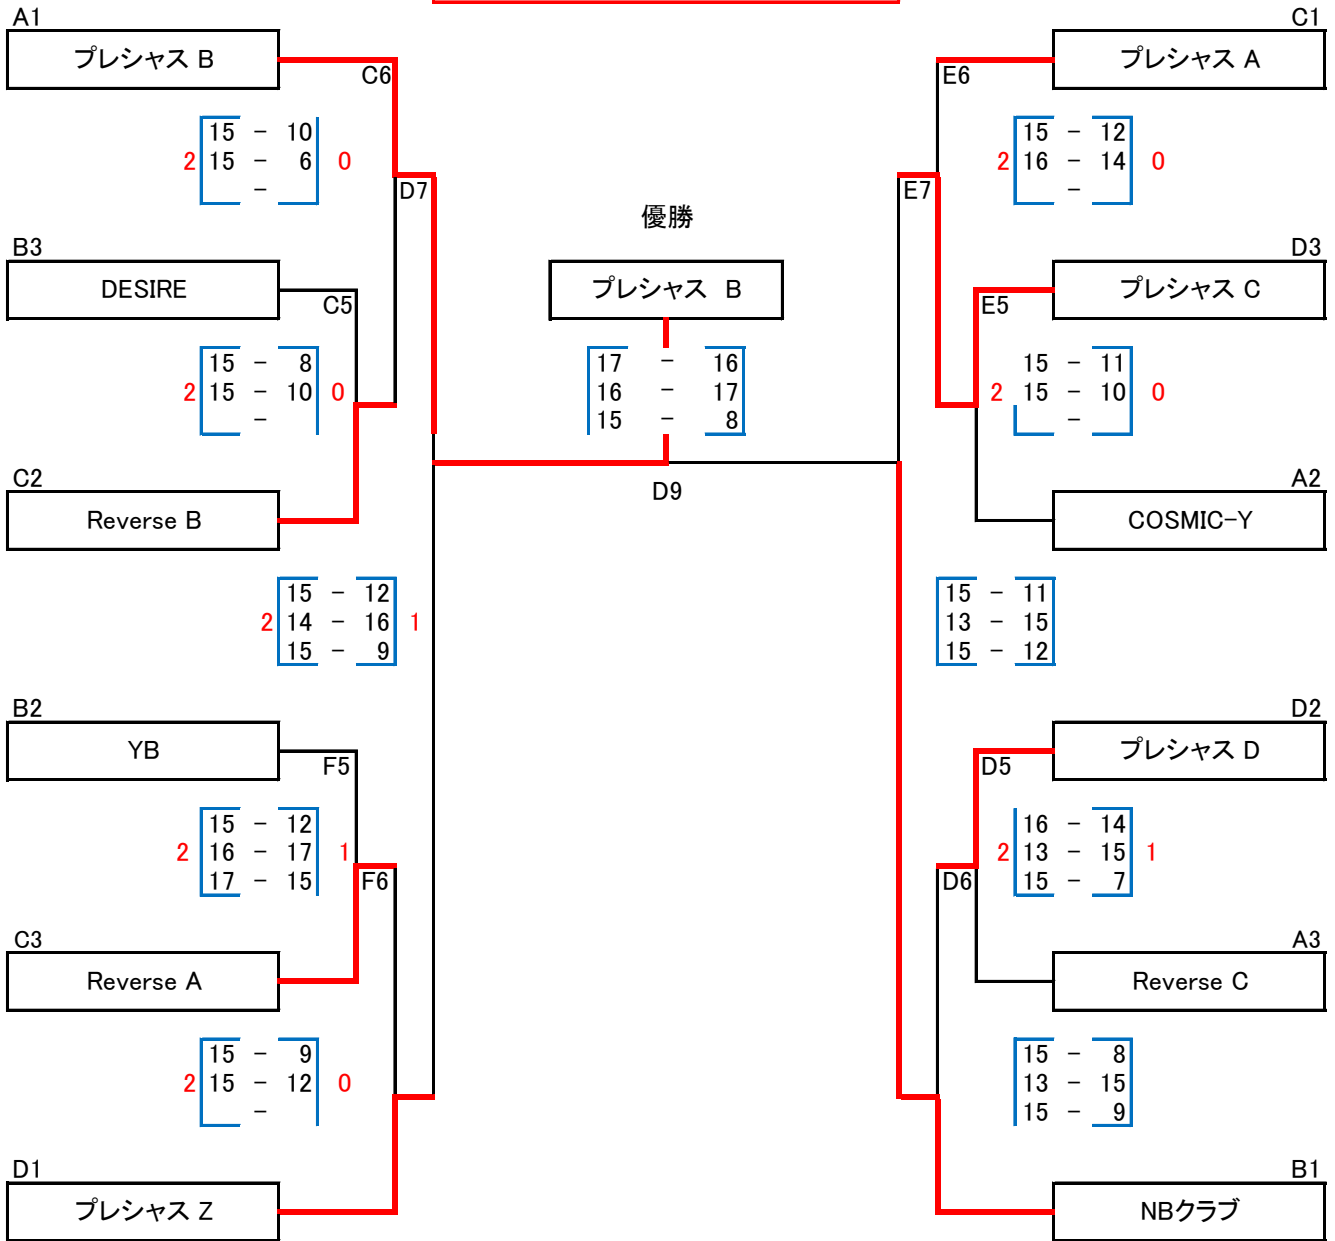 A1
C1
プレシャス B
プレシャス A
C6
E6
15 - 10
2 15 - 6 0
-
15 - 12
2 16 - 14 0
-
D7
E7
優勝
B3
D3
DESIRE
プレシャス B
プレシャス C
C5
E5
15 - 8
2 15 - 10 0
-
17 - 16
16 - 17
15 - 8
15 - 11
2 15 - 10 0
-
C2
D9
A2
Reverse B
COSMIC-Y
15 - 12
2 14 - 16 1
15 - 9
15 - 11
13 - 15
15 - 12
B2
D2
YB
プレシャス D
F5
D5
15 - 12
2 16 - 17 1
17 - 15
16 - 14
2 13 - 15 1
15 - 7
F6
D6
C3
A3
Reverse A
Reverse C
15 - 9
2 15 - 12 0
-
15 - 8
13 - 15
15 - 9
D1
B1
プレシャス Z
NBクラブ